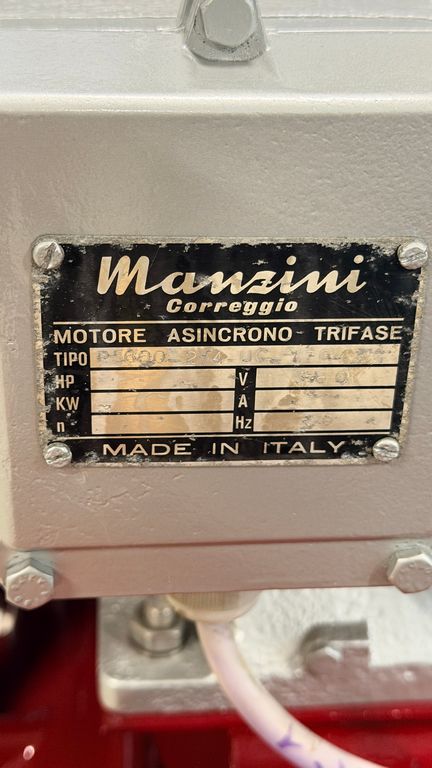 Manzini
Correggio
MOTORE ASINCRONO TRIFASE
TIPO
HP V
KW A
n Hz
MADE IN ITALY